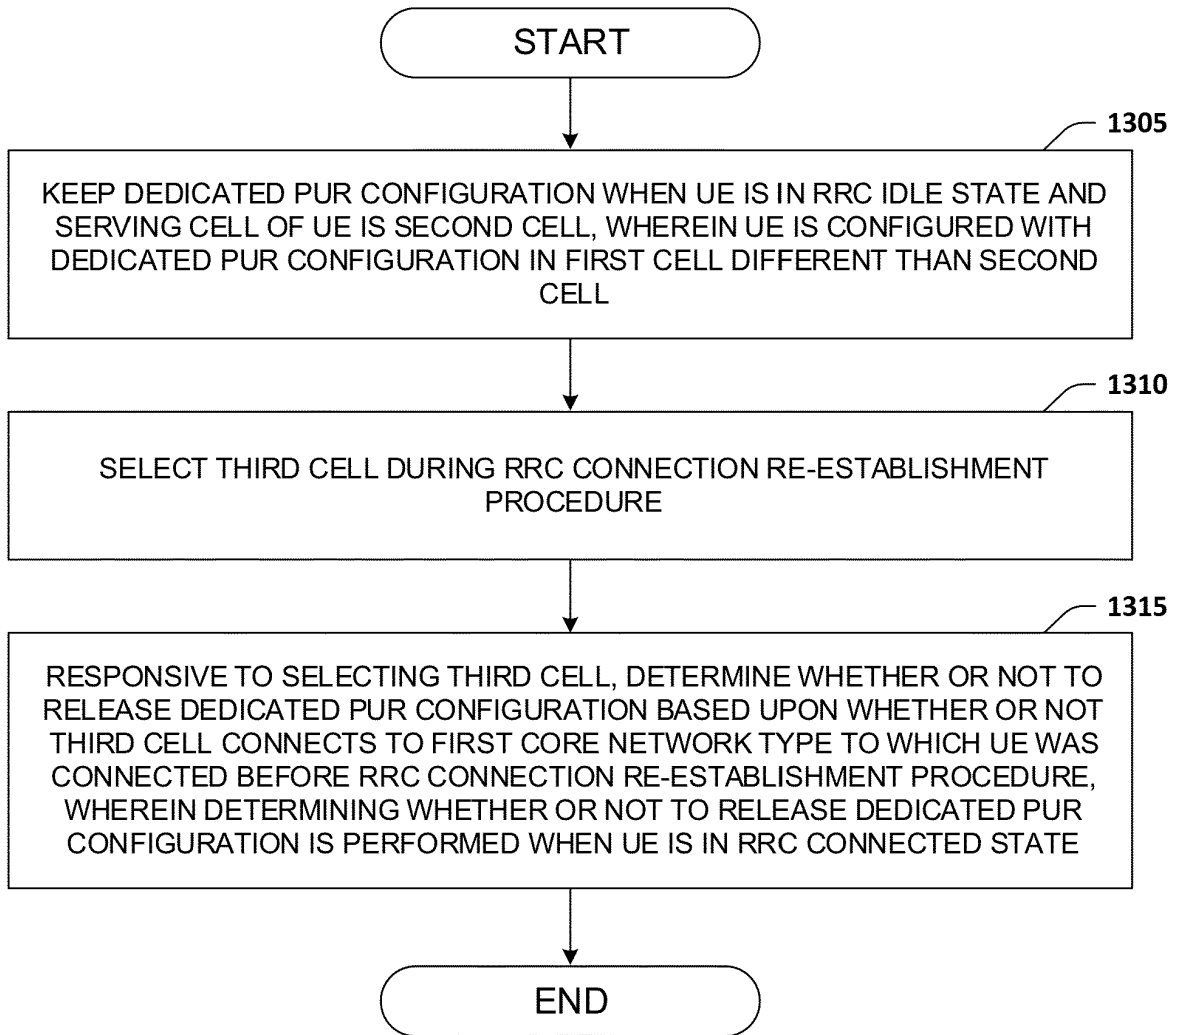 START
1305
KEEP DEDICATED PUR CONFIGURATION WHEN UE IS IN RRC IDLE STATE AND
SERVING CELL OF UE IS SECOND CELL, WHEREIN UE IS CONFIGURED WITH
DEDICATED PUR CONFIGURATION IN FIRST CELL DIFFERENT THAN SECOND
CELL
1310
SELECT THIRD CELL DURING RRC CONNECTION RE-ESTABLISHMENT
PROCEDURE
1315
RESPONSIVE TO SELECTING THIRD CELL, DETERMINE WHETHER OR NOT TO
RELEASE DEDICATED PUR CONFIGURATION BASED UPON WHETHER OR NOT
THIRD CELL CONNECTS TO FIRST CORE NETWORK TYPE TO WHICH UE WAS
CONNECTED BEFORE RRC CONNECTION RE-ESTABLISHMENT PROCEDURE,
WHEREIN DETERMINING WHETHER OR NOT TO RELEASE DEDICATED PUR
CONFIGURATION IS PERFORMED WHEN UE IS IN RRC CONNECTED STATE
END